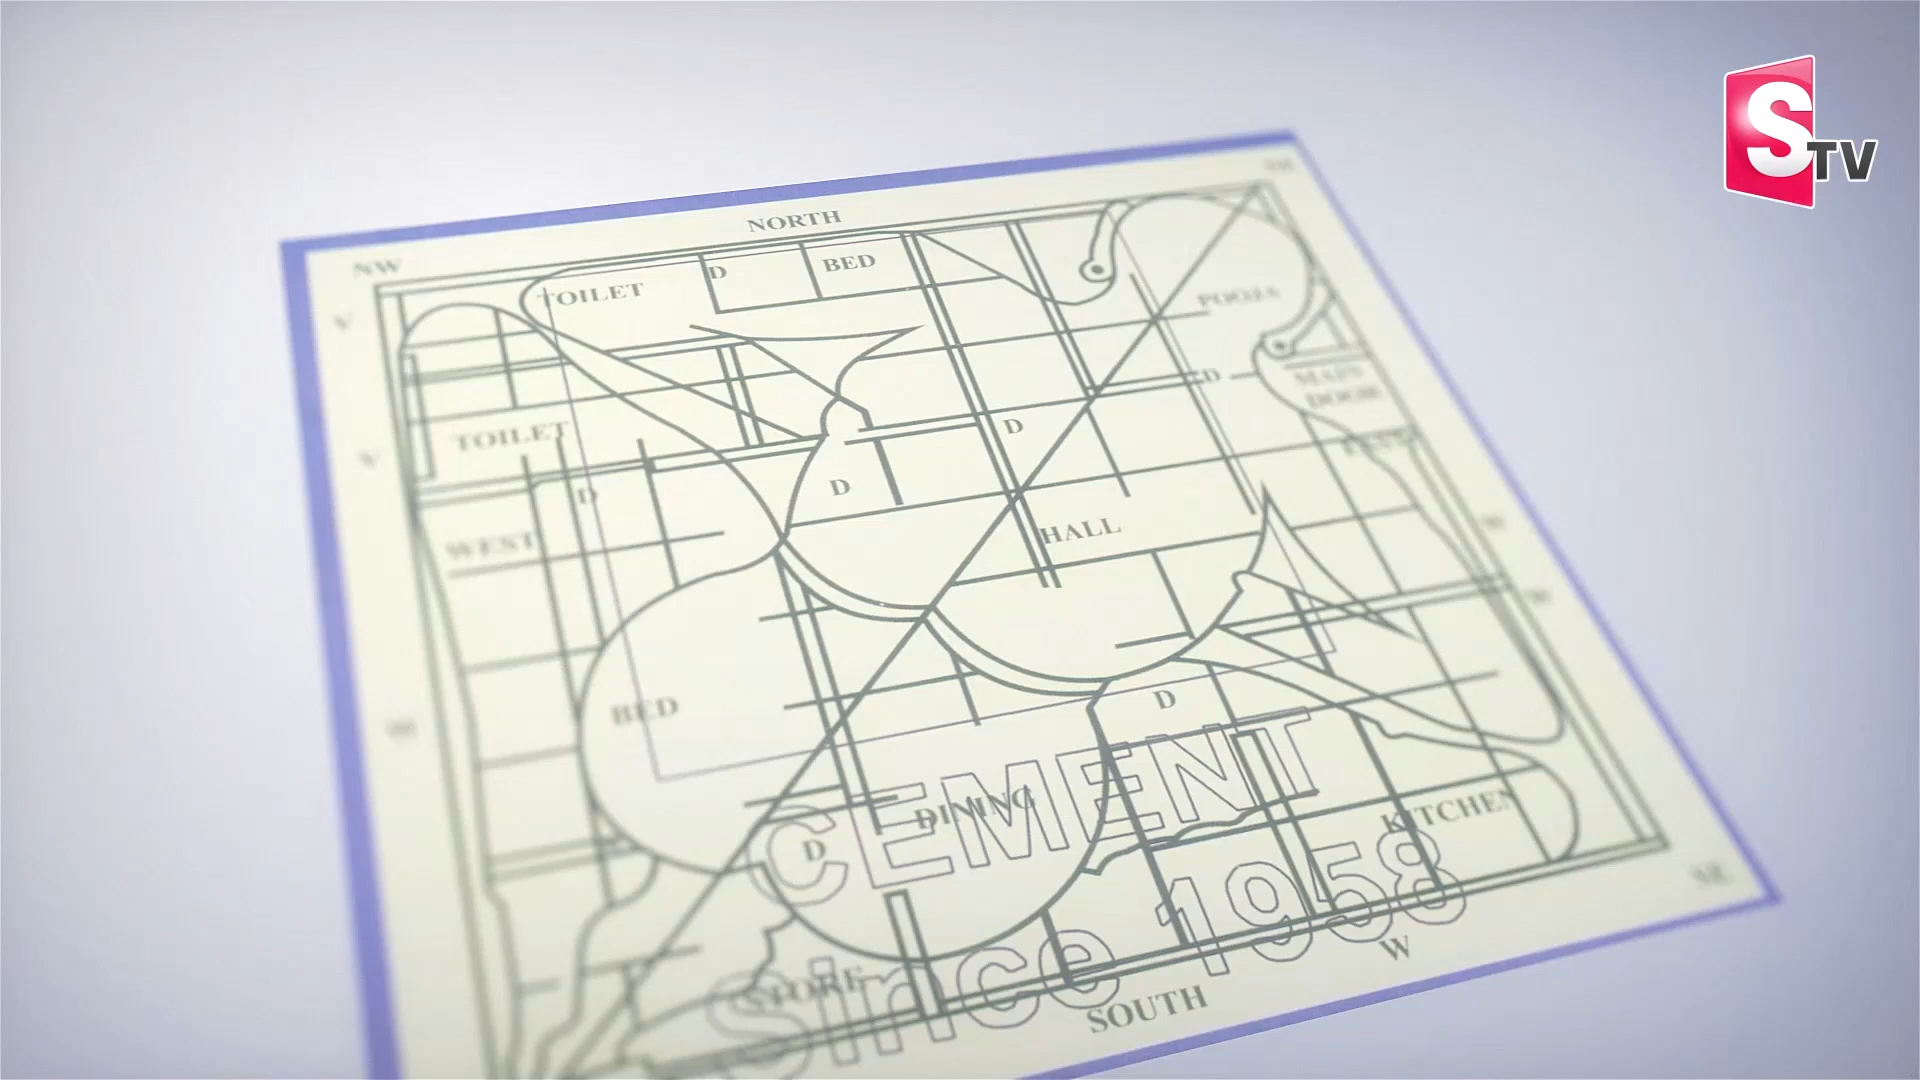 STV
NORTH
NW
TOILET
D
BED
POOJA
MAIN
DOOR
D
TOILET
D
D
D
WEST
HALL
BED
D
CEMENT
DINING
KITCHEN
D
Since 1958
STORE
W
SOUTH
SE